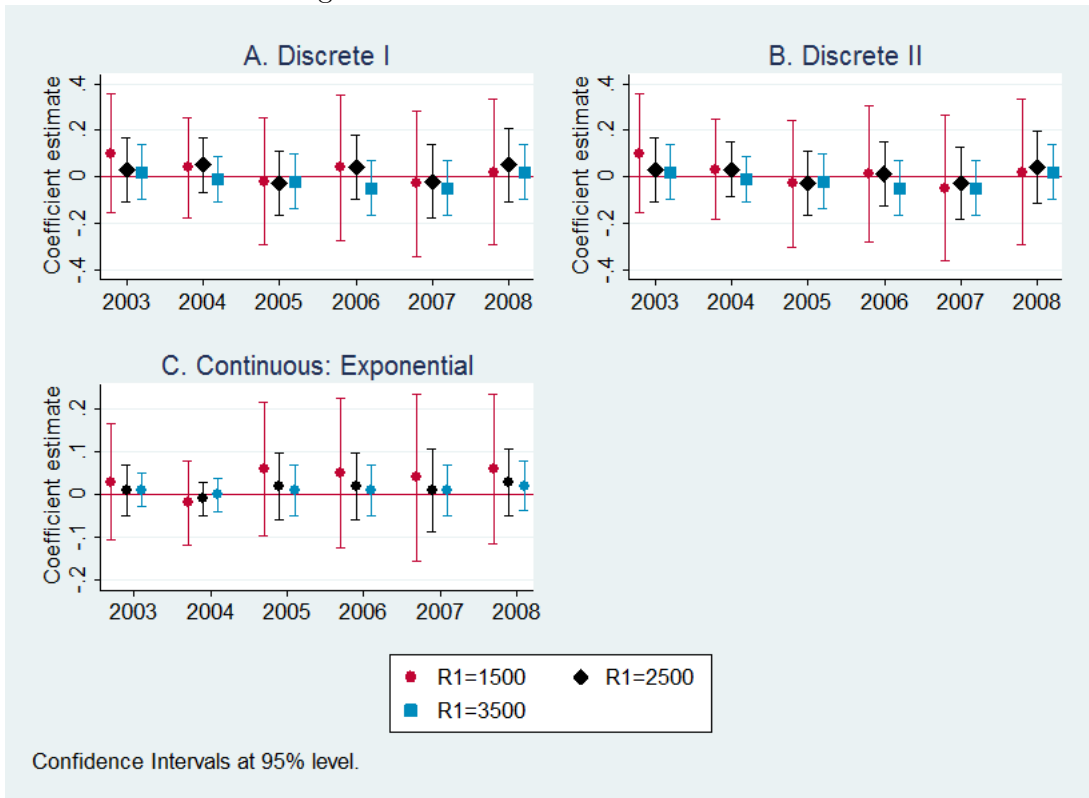 A. Discrete I
Coefficient estimate
.4
.2
0
-.2
-.4
2003 2004 2005 2006 2007 2008
B. Discrete II
Coefficient estimate
.4
.2
0
-.2
-.4
2003 2004 2005 2006 2007 2008
C. Continuous: Exponential
Coefficient estimate
.2
.1
0
-.1
-.2
2003 2004 2005 2006 2007 2008
R1=1500 R1=2500
R1=3500
Confidence Intervals at 95% level.